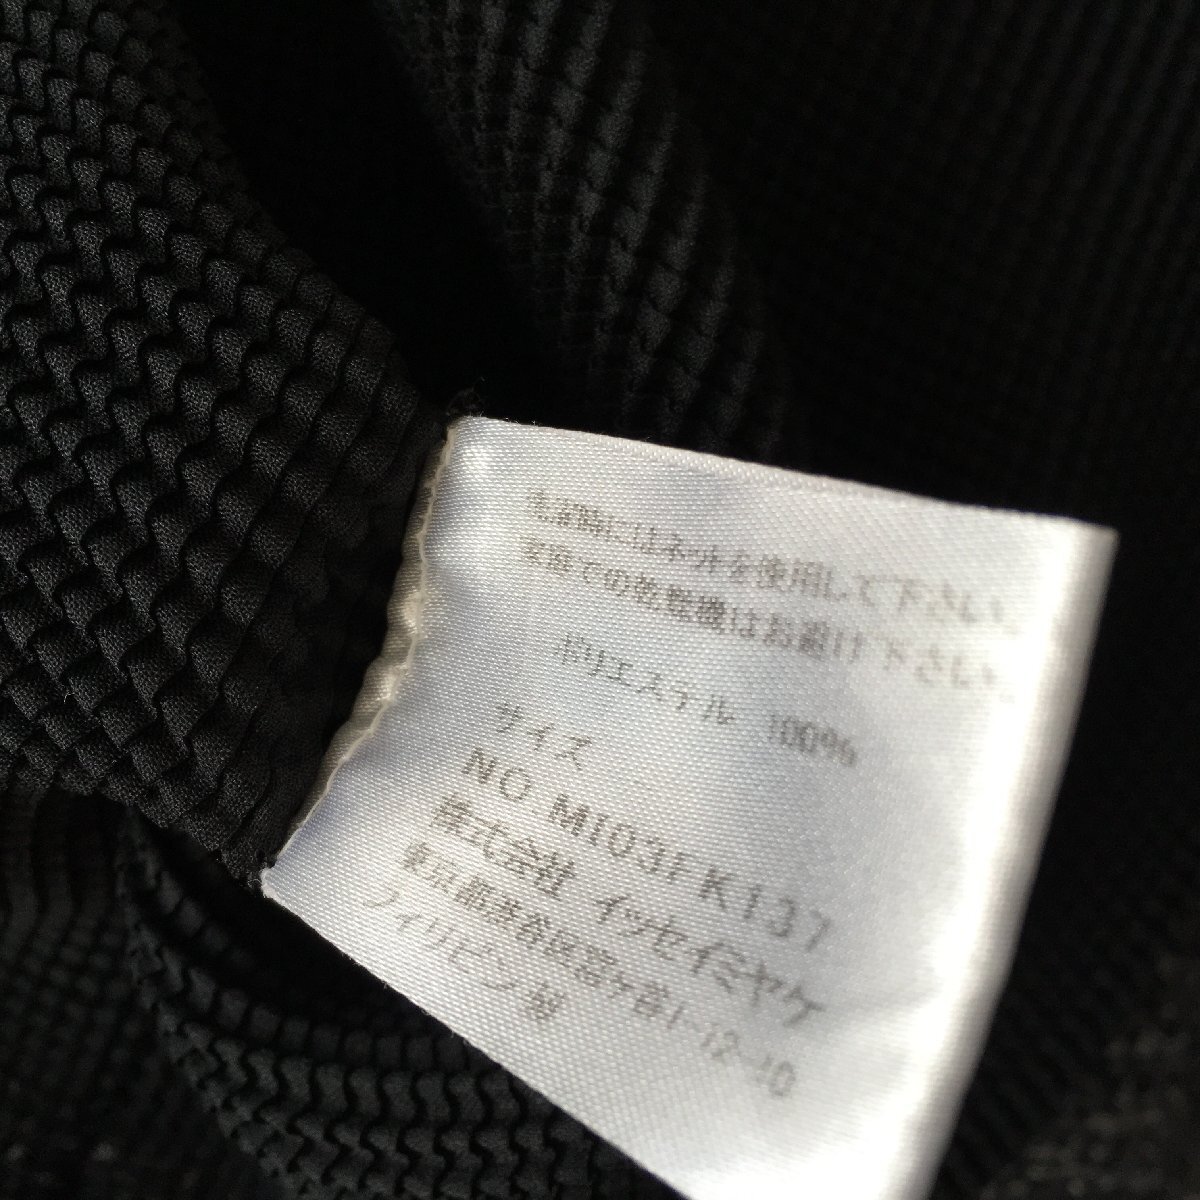 洗濯時にはネットを使用して下さい。
家庭での乾燥機はお避け下さい。
ポリエステル 100%
サイズ -
NO MI03FK137
株式会社 イッセイミヤケ
東京都渋谷区富ヶ谷1-12-10
フィリピン製